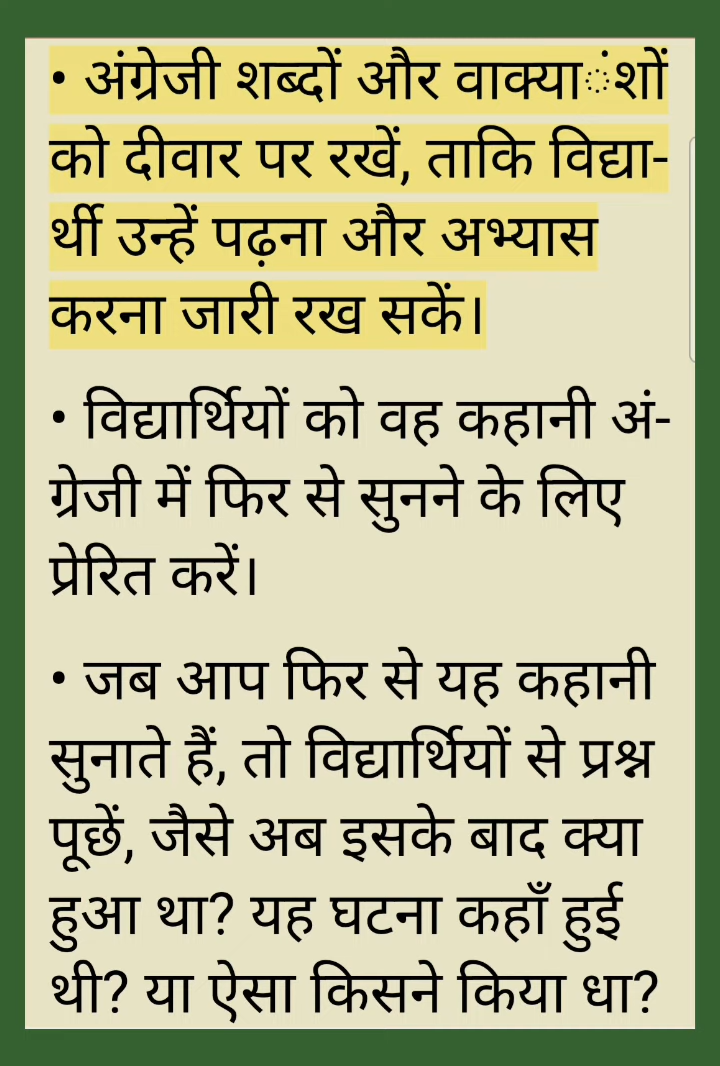 • अंग्रेजी शब्दों और वाक्या ंशों
को दीवार पर रखें, ताकि विद्या-
र्थी उन्हें पढ़ना और अभ्यास
करना जारी रख सकें।
• विद्यार्थियों को वह कहानी अं-
ग्रेजी में फिर से सुनने के लिए
प्रेरित करें।
• जब आप फिर से यह कहानी
सुनाते हैं, तो विद्यार्थियों से प्रश्न
पूछें, जैसे अब इसके बाद क्या
हुआ था? यह घटना कहाँ हुई
थी? या ऐसा किसने किया धा?